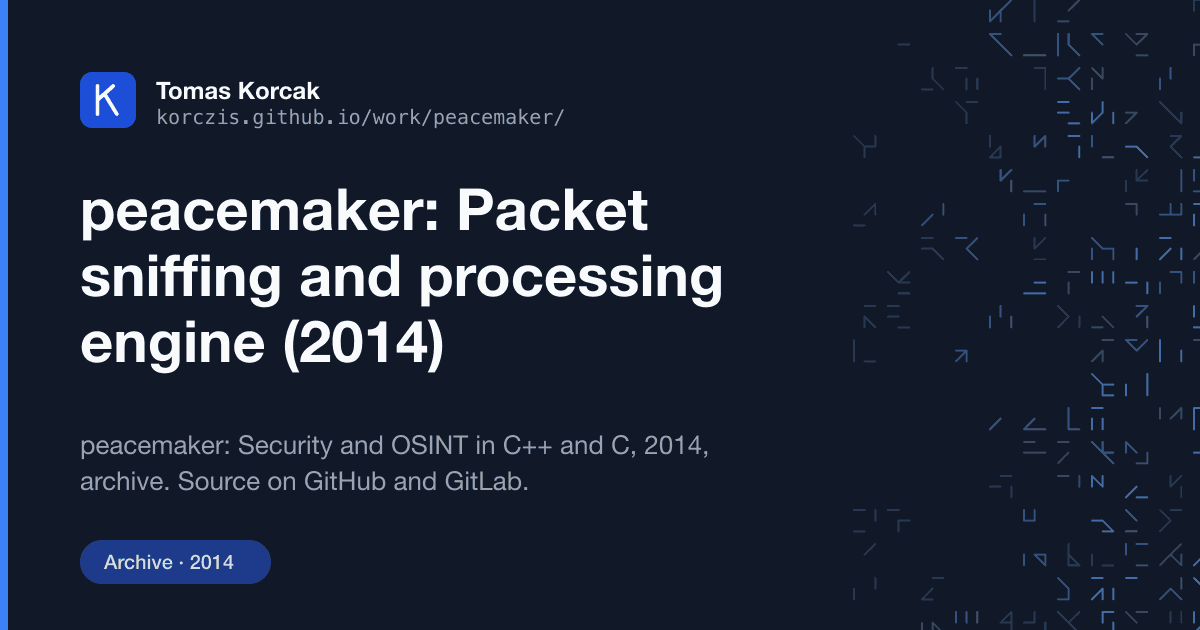 K
Tomas Korcak
korczis.github.io/work/peacemaker/
peacemaker: Packet
sniffing and processing
engine (2014)
peacemaker: Security and OSINT in C++ and C, 2014,
archive. Source on GitHub and GitLab.
Archive · 2014